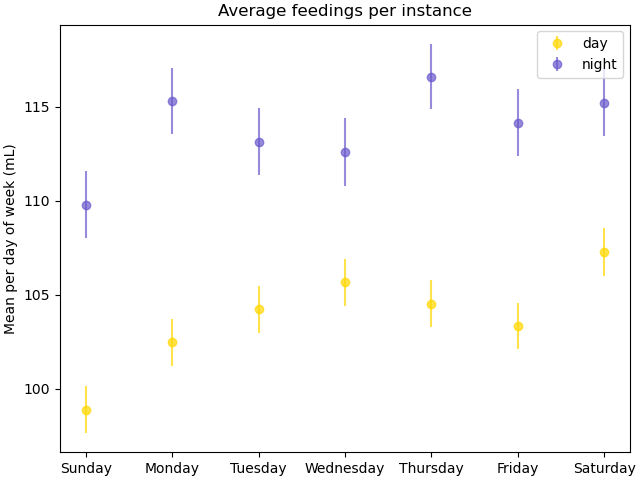 Average feedings per instance
day
night
Mean per day of week (mL)
115
110
105
100
Sunday Monday Tuesday Wednesday Thursday Friday Saturday